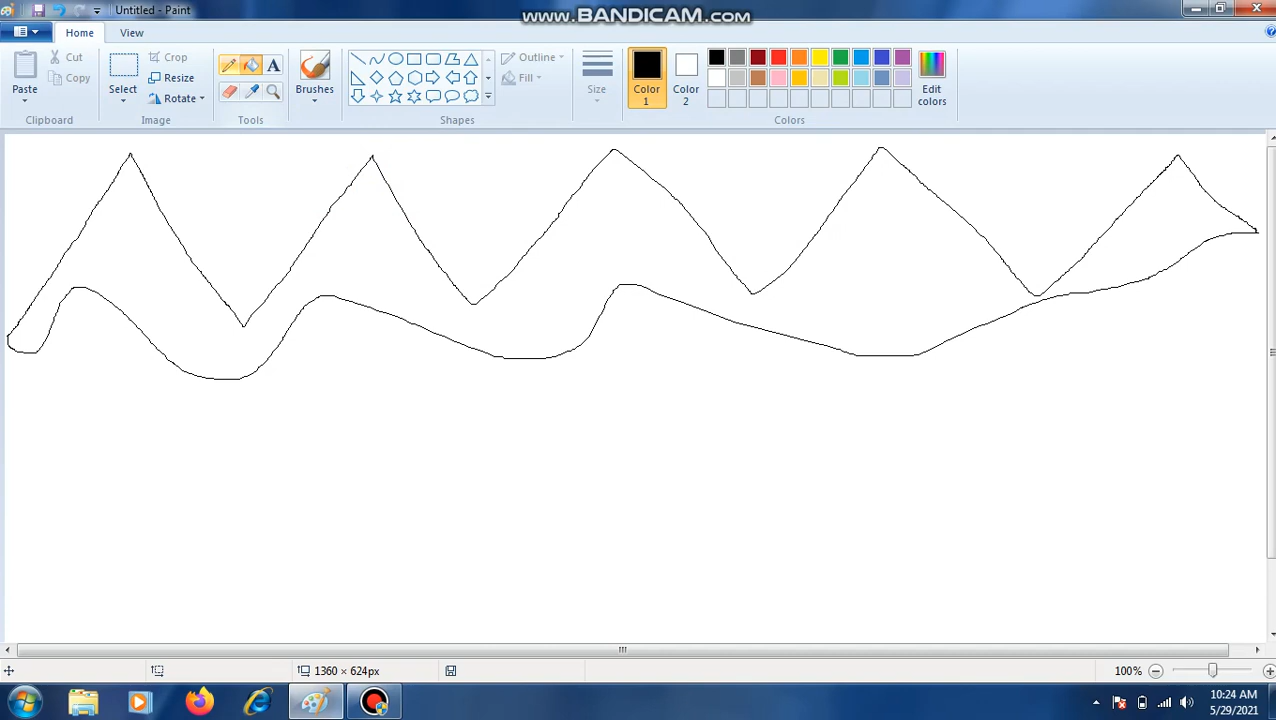 Untitled - Paint
www.BANDICAM.com
Home
View
Paste
Cut
Copy
Clipboard
Select
Crop
Resize
Rotate
Image
A
Tools
Brushes
Outline
Fill
Shapes
Size
Color
1
Color
2
Edit
colors
Colors
1360 × 624px
100%
10:24 AM
5/29/2021